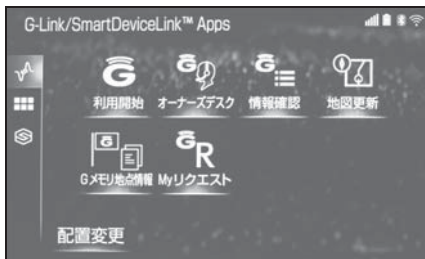 G-Link/SmartDeviceLink™ Apps
利用開始 オーナーズデスク 情報確認 地図更新
Gメモリ地点情報 Myリクエスト
配置変更